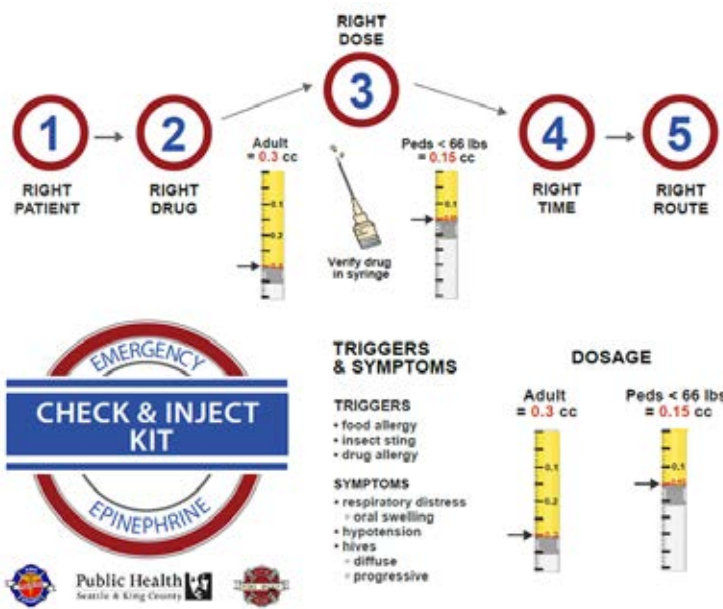 RIGHT
DOSE
1
2
3
4
5
RIGHT
PATIENT
RIGHT
DRUG
RIGHT
TIME
RIGHT
ROUTE
Adult
= 0.3 cc
0.1
0.2
0.3
Verify drug
in syringe
Peds < 66 lbs
= 0.15 cc
0.1
EMERGENCY
CHECK & INJECT
KIT
EPINEPHRINE
Public Health
Seattle & King County
TRIGGERS
& SYMPTOMS
TRIGGERS
• food allergy
• insect sting
• drug allergy
SYMPTOMS
• respiratory distress
▫ oral swelling
• hypotension
• hives
▫ diffuse
▫ progressive
DOSAGE
Adult
= 0.3 cc
0.1
0.2
0.3
Peds < 66 lbs
= 0.15 cc
0.1